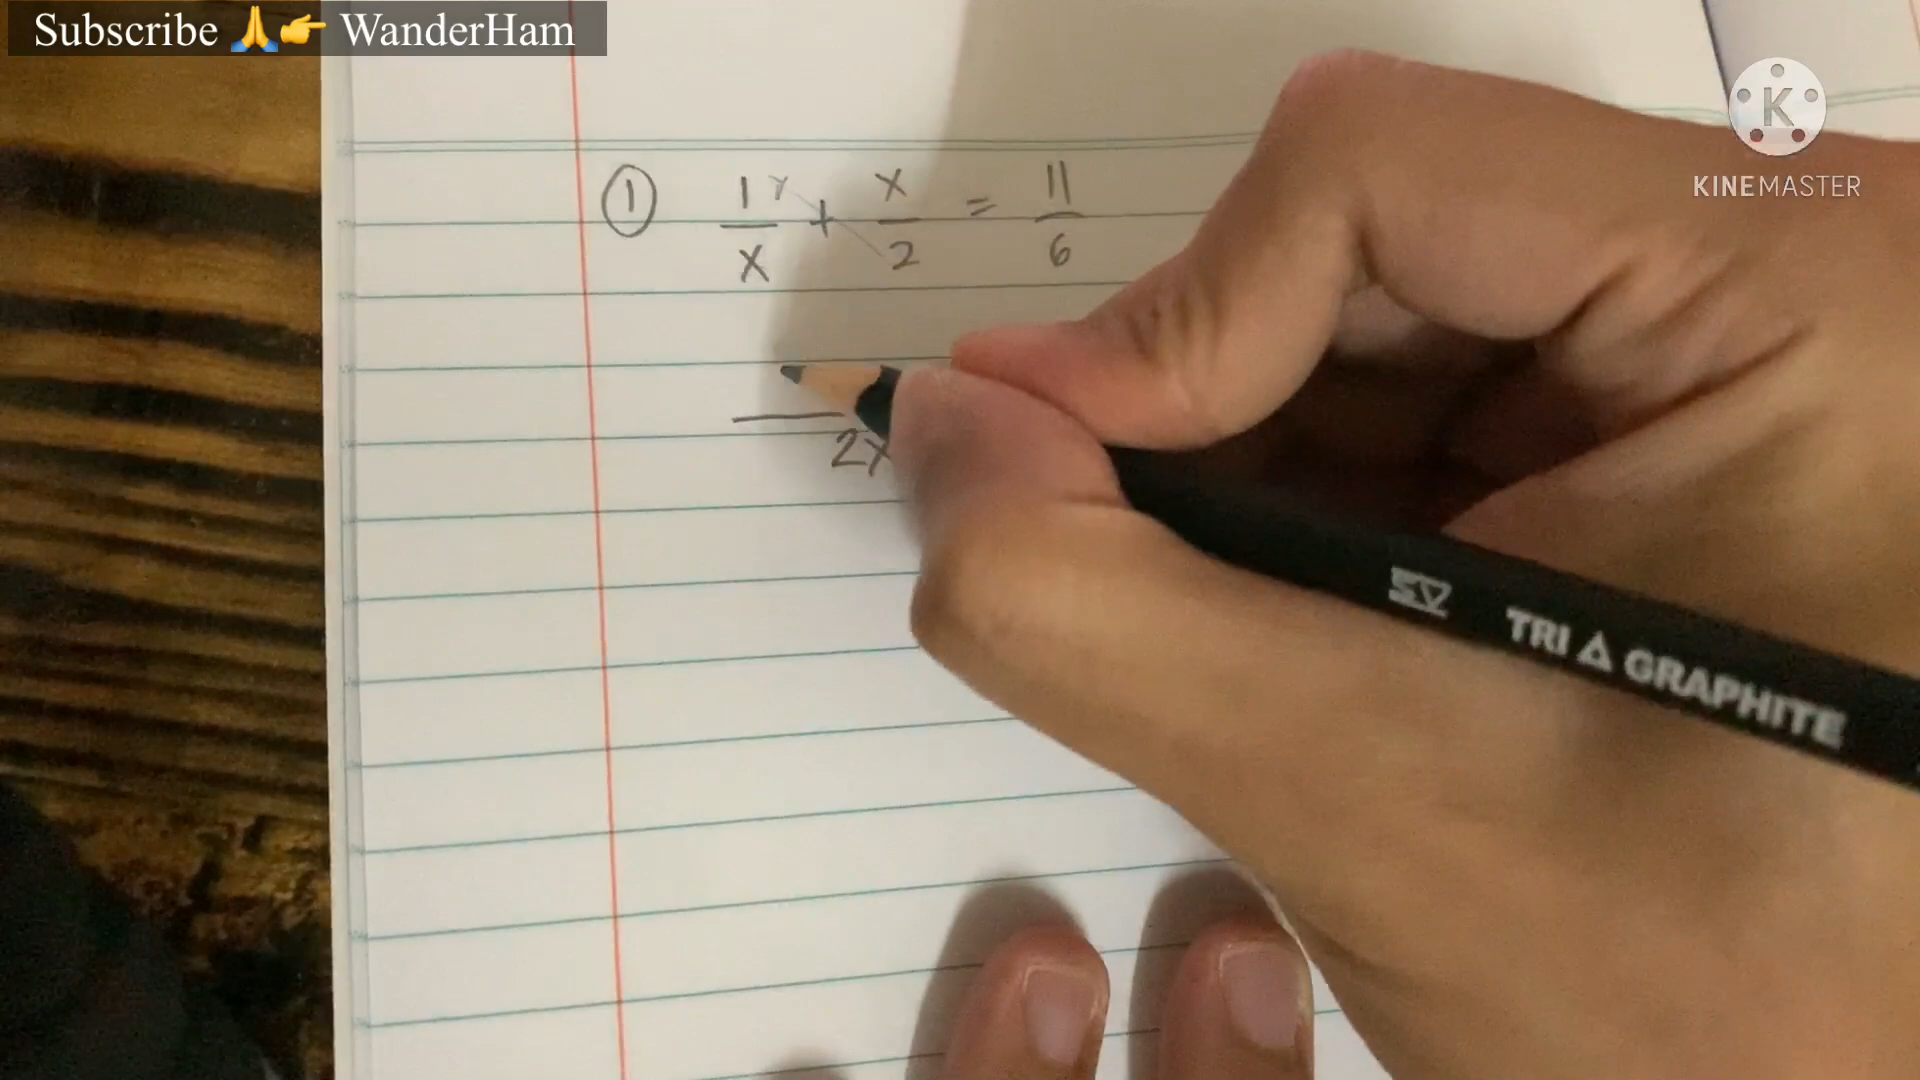 Subscribe 🙏👉 WanderHam
K
KINEMASTER
① 1/x + x/2 = 11/6
2x
TRI GRAPHITE